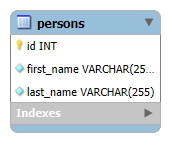 persons
id INT
first_name VARCHAR(25...
last_name VARCHAR(255)
Indexes